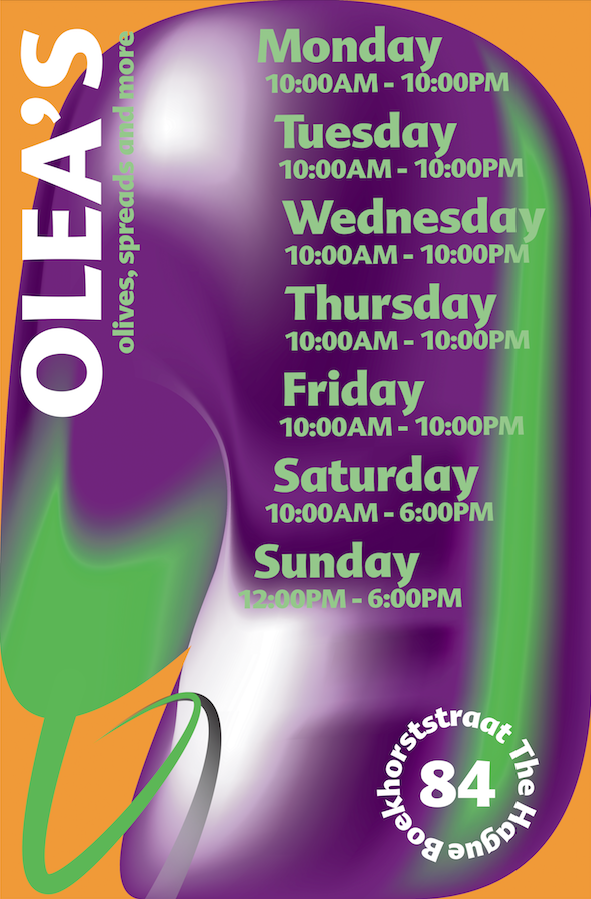 OLEA'S
olives, spreads and more
Monday
10:00AM - 10:00PM
Tuesday
10:00AM - 10:00PM
Wednesday
10:00AM - 10:00PM
Thursday
10:00AM - 10:00PM
Friday
10:00AM - 10:00PM
Saturday
10:00AM - 6:00PM
Sunday
12:00PM - 6:00PM
Boekhorststraat The Hague
84